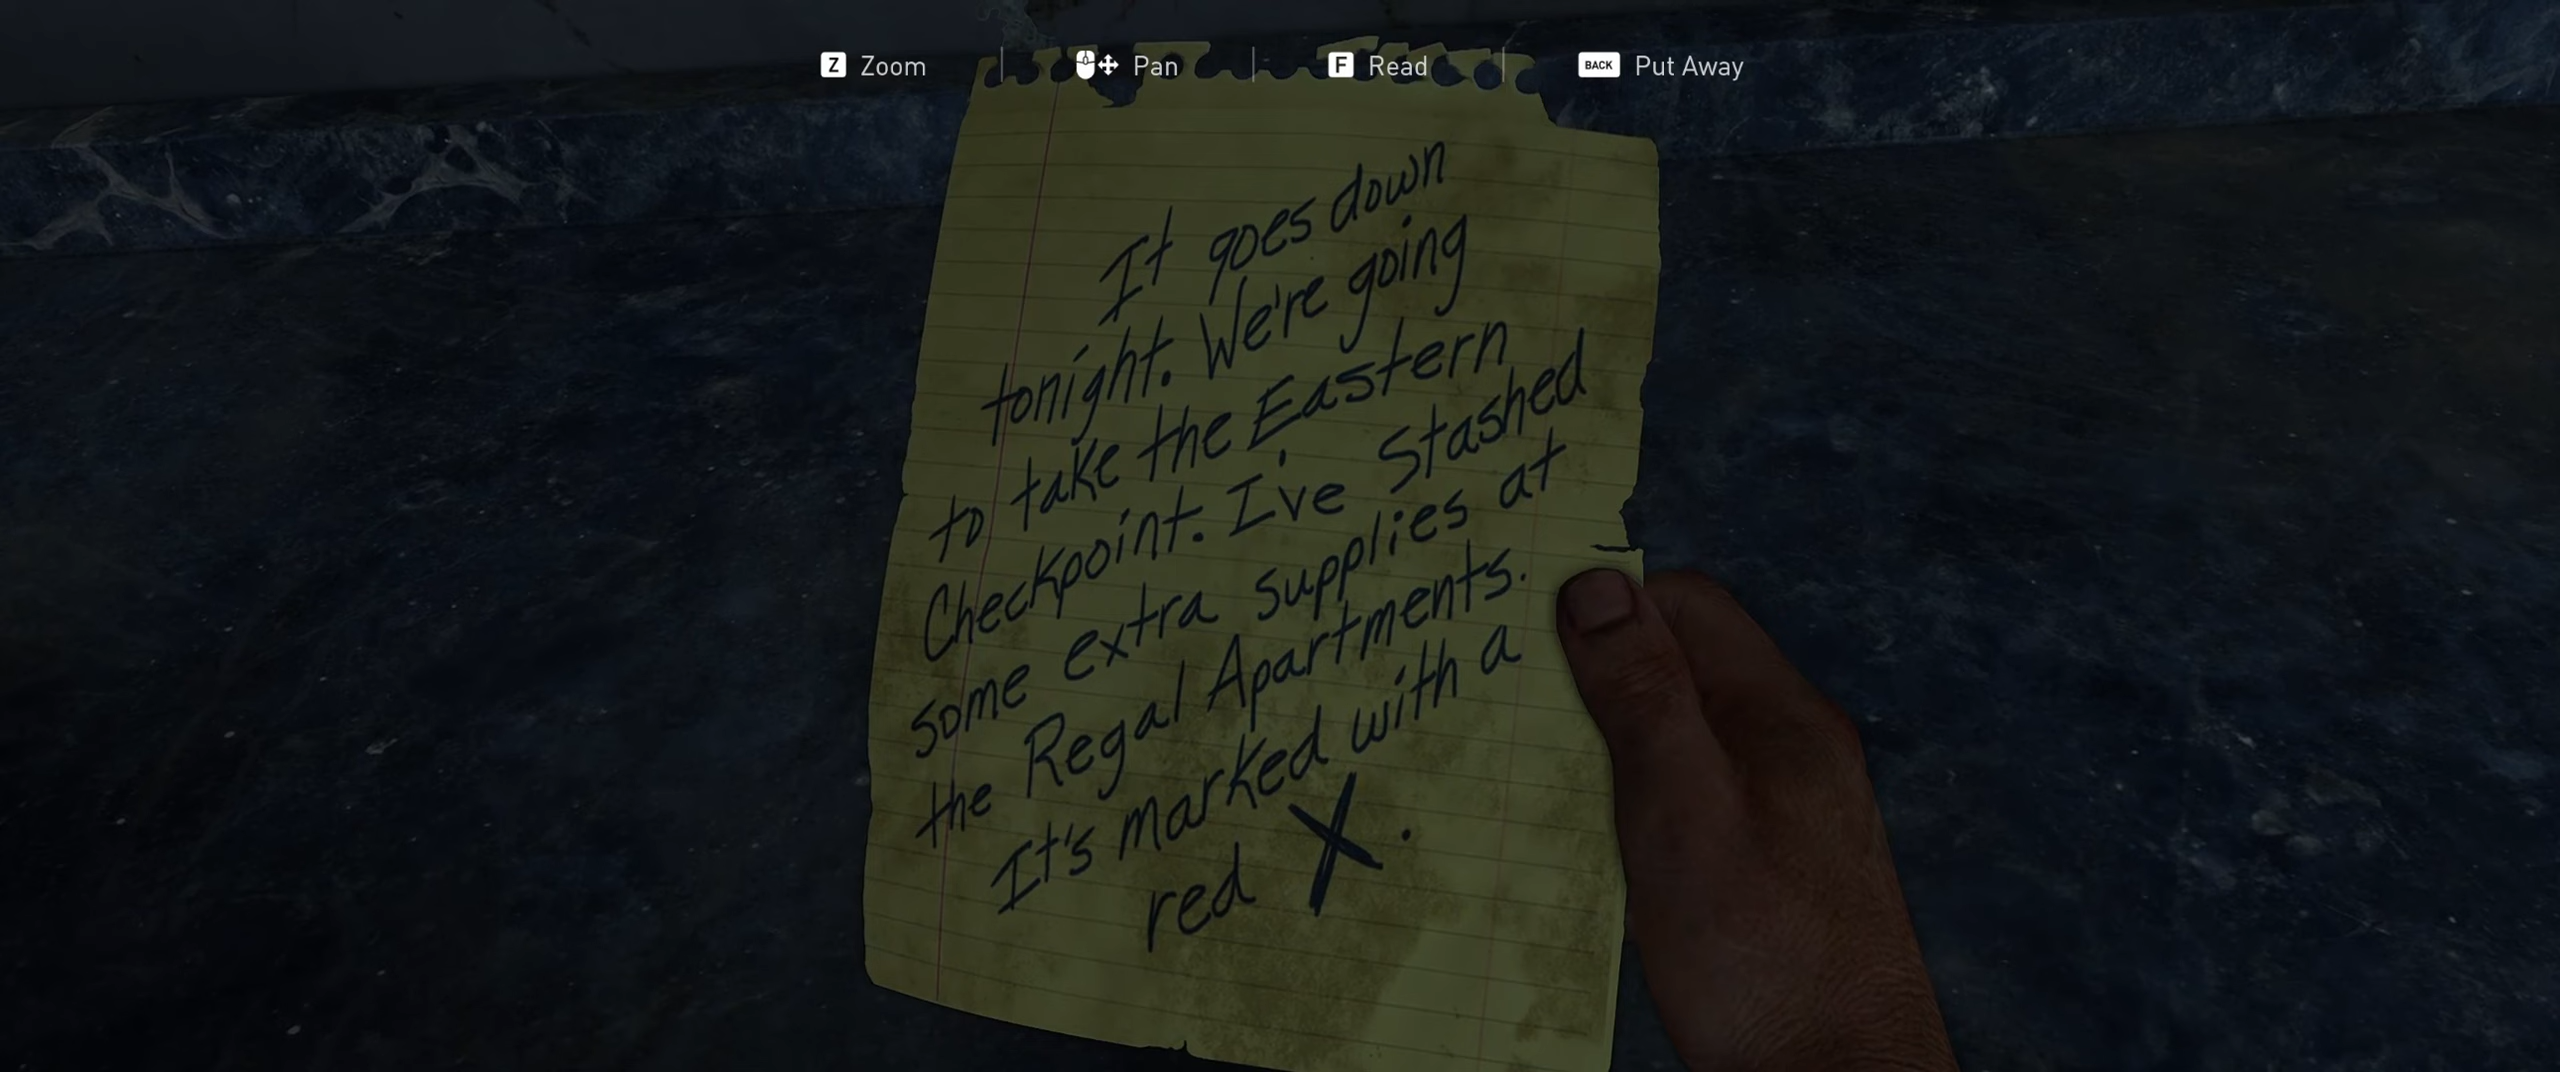 Z Zoom
Pan
F Read
BACK Put Away
It goes down
tonight. We're going
to take the Eastern
Checkpoint. I've Stashed
some extra supplies at
the Regal Apartments.
It's marked with a
red X.